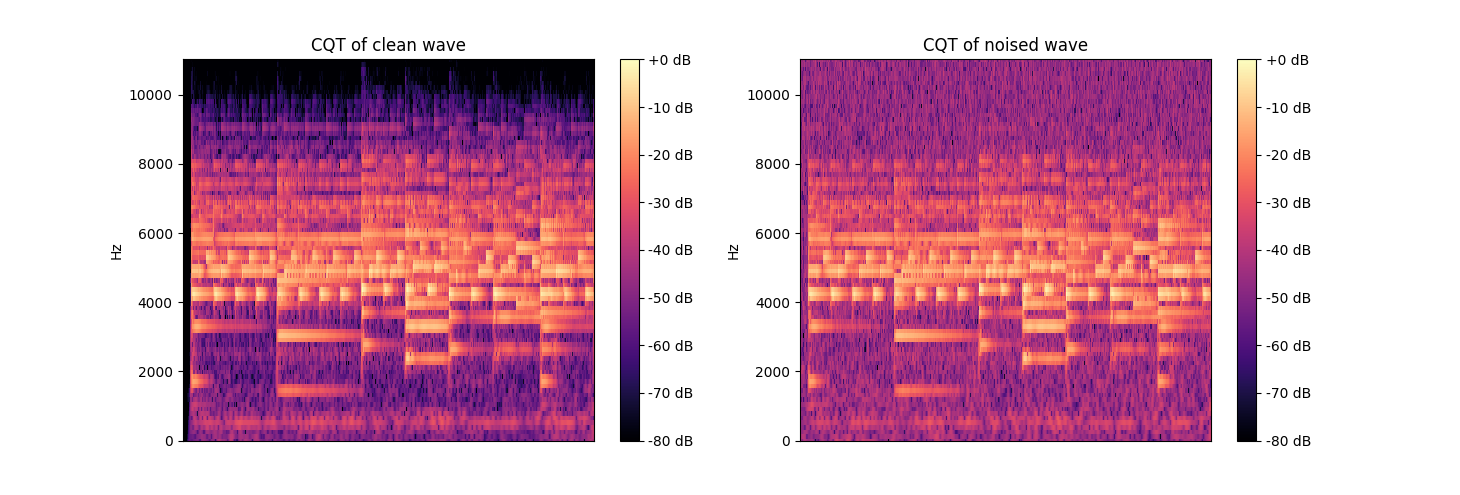 CQT of clean wave
Hz
10000
8000
6000
4000
2000
0
+0 dB
-10 dB
-20 dB
-30 dB
-40 dB
-50 dB
-60 dB
-70 dB
-80 dB
CQT of noised wave
Hz
10000
8000
6000
4000
2000
0
+0 dB
-10 dB
-20 dB
-30 dB
-40 dB
-50 dB
-60 dB
-70 dB
-80 dB